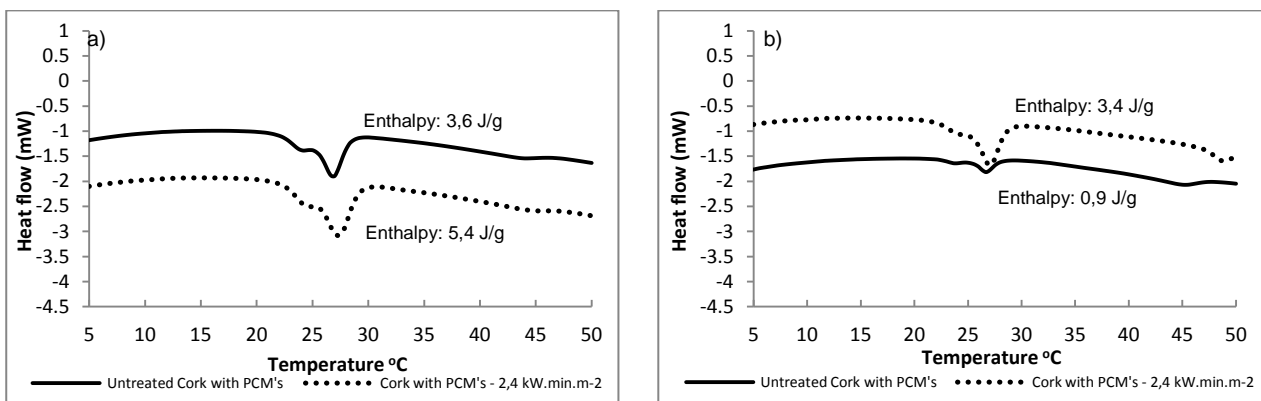 a)
Heat flow (mW)
1
0.5
0
-0.5
-1
-1.5
-2
-2.5
-3
-3.5
-4
-4.5
Enthalpy: 3,6 J/g
Enthalpy: 5,4 J/g
5 10 15 20 25 30 35 40 45 50
Temperature ºC
Untreated Cork with PCM's Cork with PCM's - 2,4 kW.min.m-2
b)
Heat flow (mW)
1
0.5
0
-0.5
-1
-1.5
-2
-2.5
-3
-3.5
-4
-4.5
Enthalpy: 3,4 J/g
Enthalpy: 0,9 J/g
5 10 15 20 25 30 35 40 45 50
Temperature ºC
Untreated Cork with PCM's Cork with PCM's - 2,4 kW.min.m-2